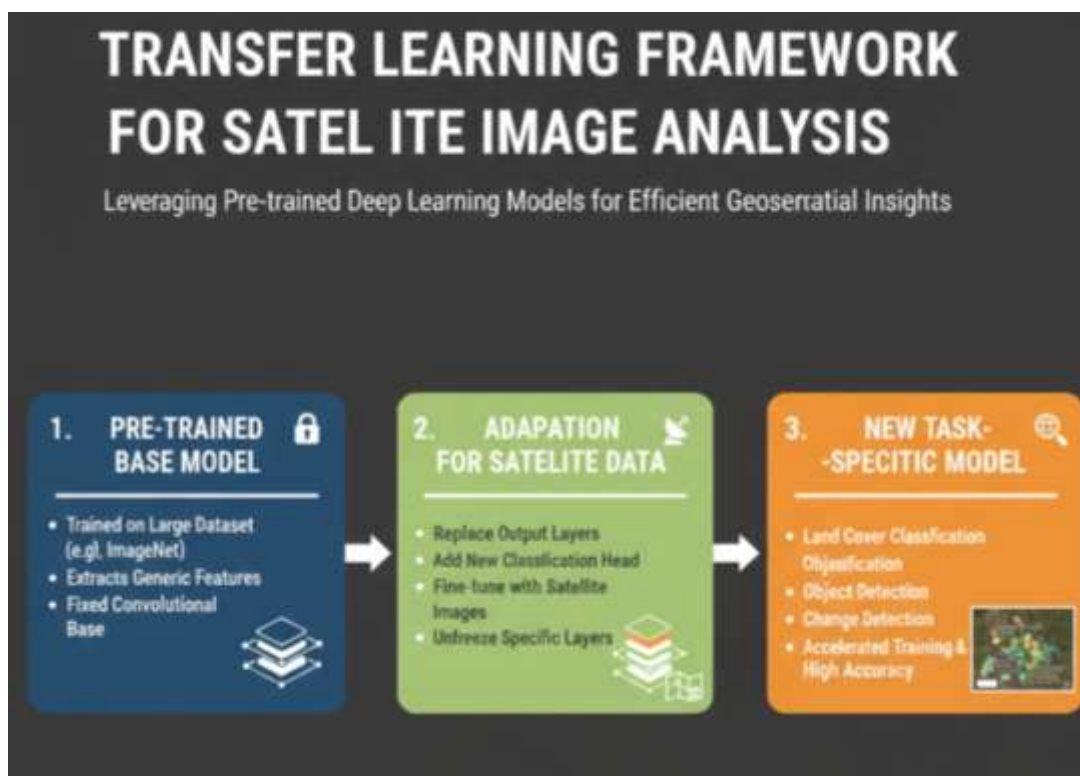 TRANSFER LEARNING FRAMEWORK
FOR SATEL ITE IMAGE ANALYSIS
Leveraging Pre-trained Deep Learning Models for Efficient Geoserratial Insights
1. PRE-TRAINED
BASE MODEL
• Trained on Large Dataset
(e.g), ImageNet)
• Extracts Generic Features
• Fixed Convolutional
Base
2. ADAPATION
FOR SATELITE DATA
• Replace Output Layers
• Add New Classlfication Head
• Fine-tune with Satellite
Images
• Unfreeze Specific Layers
3. NEW TASK-
-SPECITIC MODEL
• Land Cover Classfication
Objassification
• Object Detection
• Change Detection
• Accelerated Training &
High Accuracy